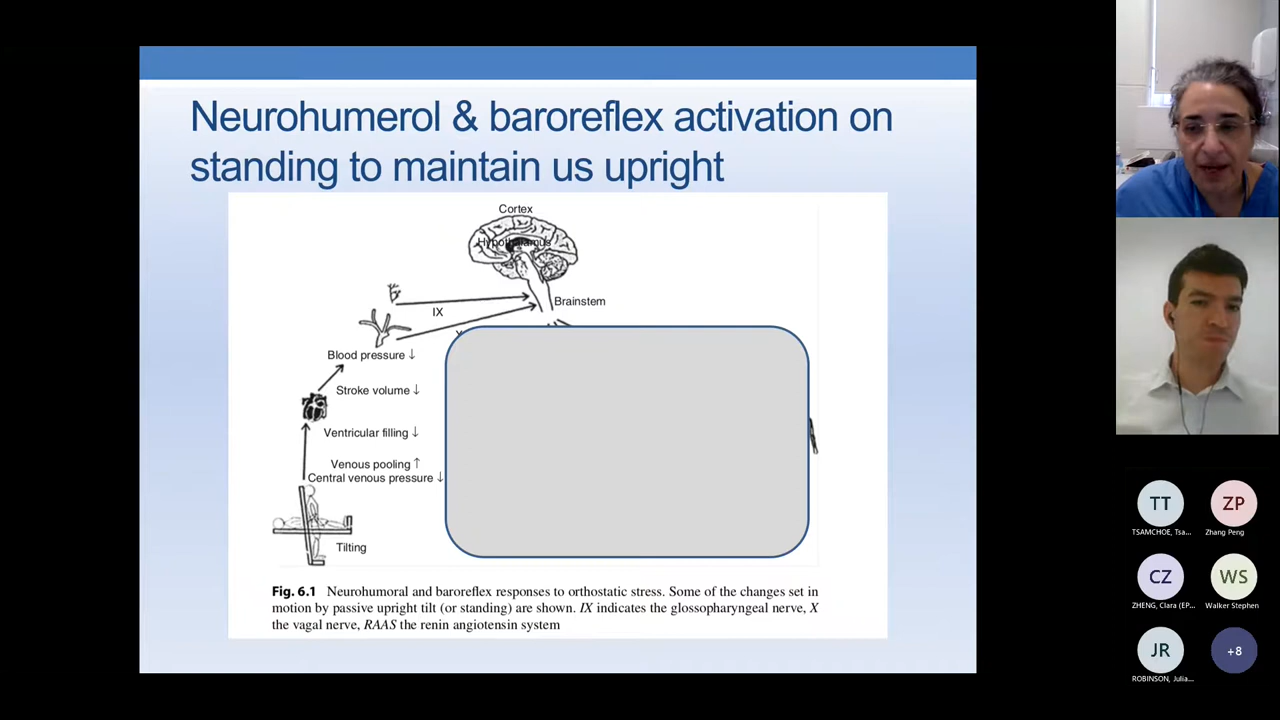 Neurohumerol & baroreflex activation on
standing to maintain us upright
Cortex
Hypothalamus
Brainstem
IX
Blood pressure ↓
Stroke volume ↓
Ventricular filling ↓
Venous pooling ↑
Central venous pressure ↓
Tilting
Fig. 6.1 Neurohumoral and baroreflex responses to orthostatic stress. Some of the changes set in
motion by passive upright tilt (or standing) are shown. IX indicates the glossopharyngeal nerve, X
the vagal nerve, RAAS the renin angiotensin system
TT
ZP
TSAMCHOE, Tsa...
Zhang Peng
CZ
WS
ZHENG, Clara (EP...
Walker Stephen
JR
+8
ROBINSON, Julia...